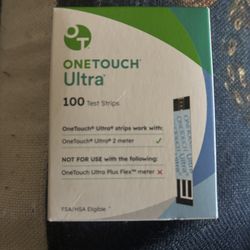 OT
ONETOUCH®
Ultra®
100 Test Strips
OneTouch® Ultra® strips work with:
OneTouch® Ultra® 2 meter
NOT FOR USE with the following:
OneTouch Ultra Plus Flex™ meter
FSA/HSA Eligible